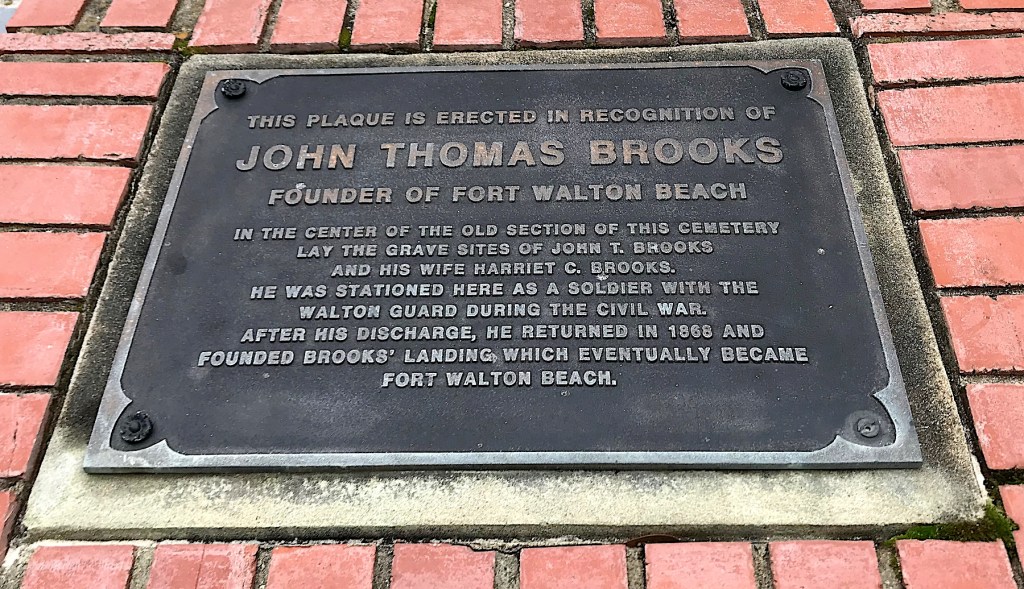 THIS PLAQUE IS ERECTED IN RECOGNITION OF
JOHN THOMAS BROOKS
FOUNDER OF FORT WALTON BEACH
IN THE CENTER OF THE OLD SECTION OF THIS CEMETERY
LAY THE GRAVE SITES OF JOHN T. BROOKS
AND HIS WIFE HARRIET C. BROOKS.
HE WAS STATIONED HERE AS A SOLDIER WITH THE
WALTON GUARD DURING THE CIVIL WAR.
AFTER HIS DISCHARGE, HE RETURNED IN 1868 AND
FOUNDED BROOKS' LANDING, WHICH EVENTUALLY BECAME
FORT WALTON BEACH.